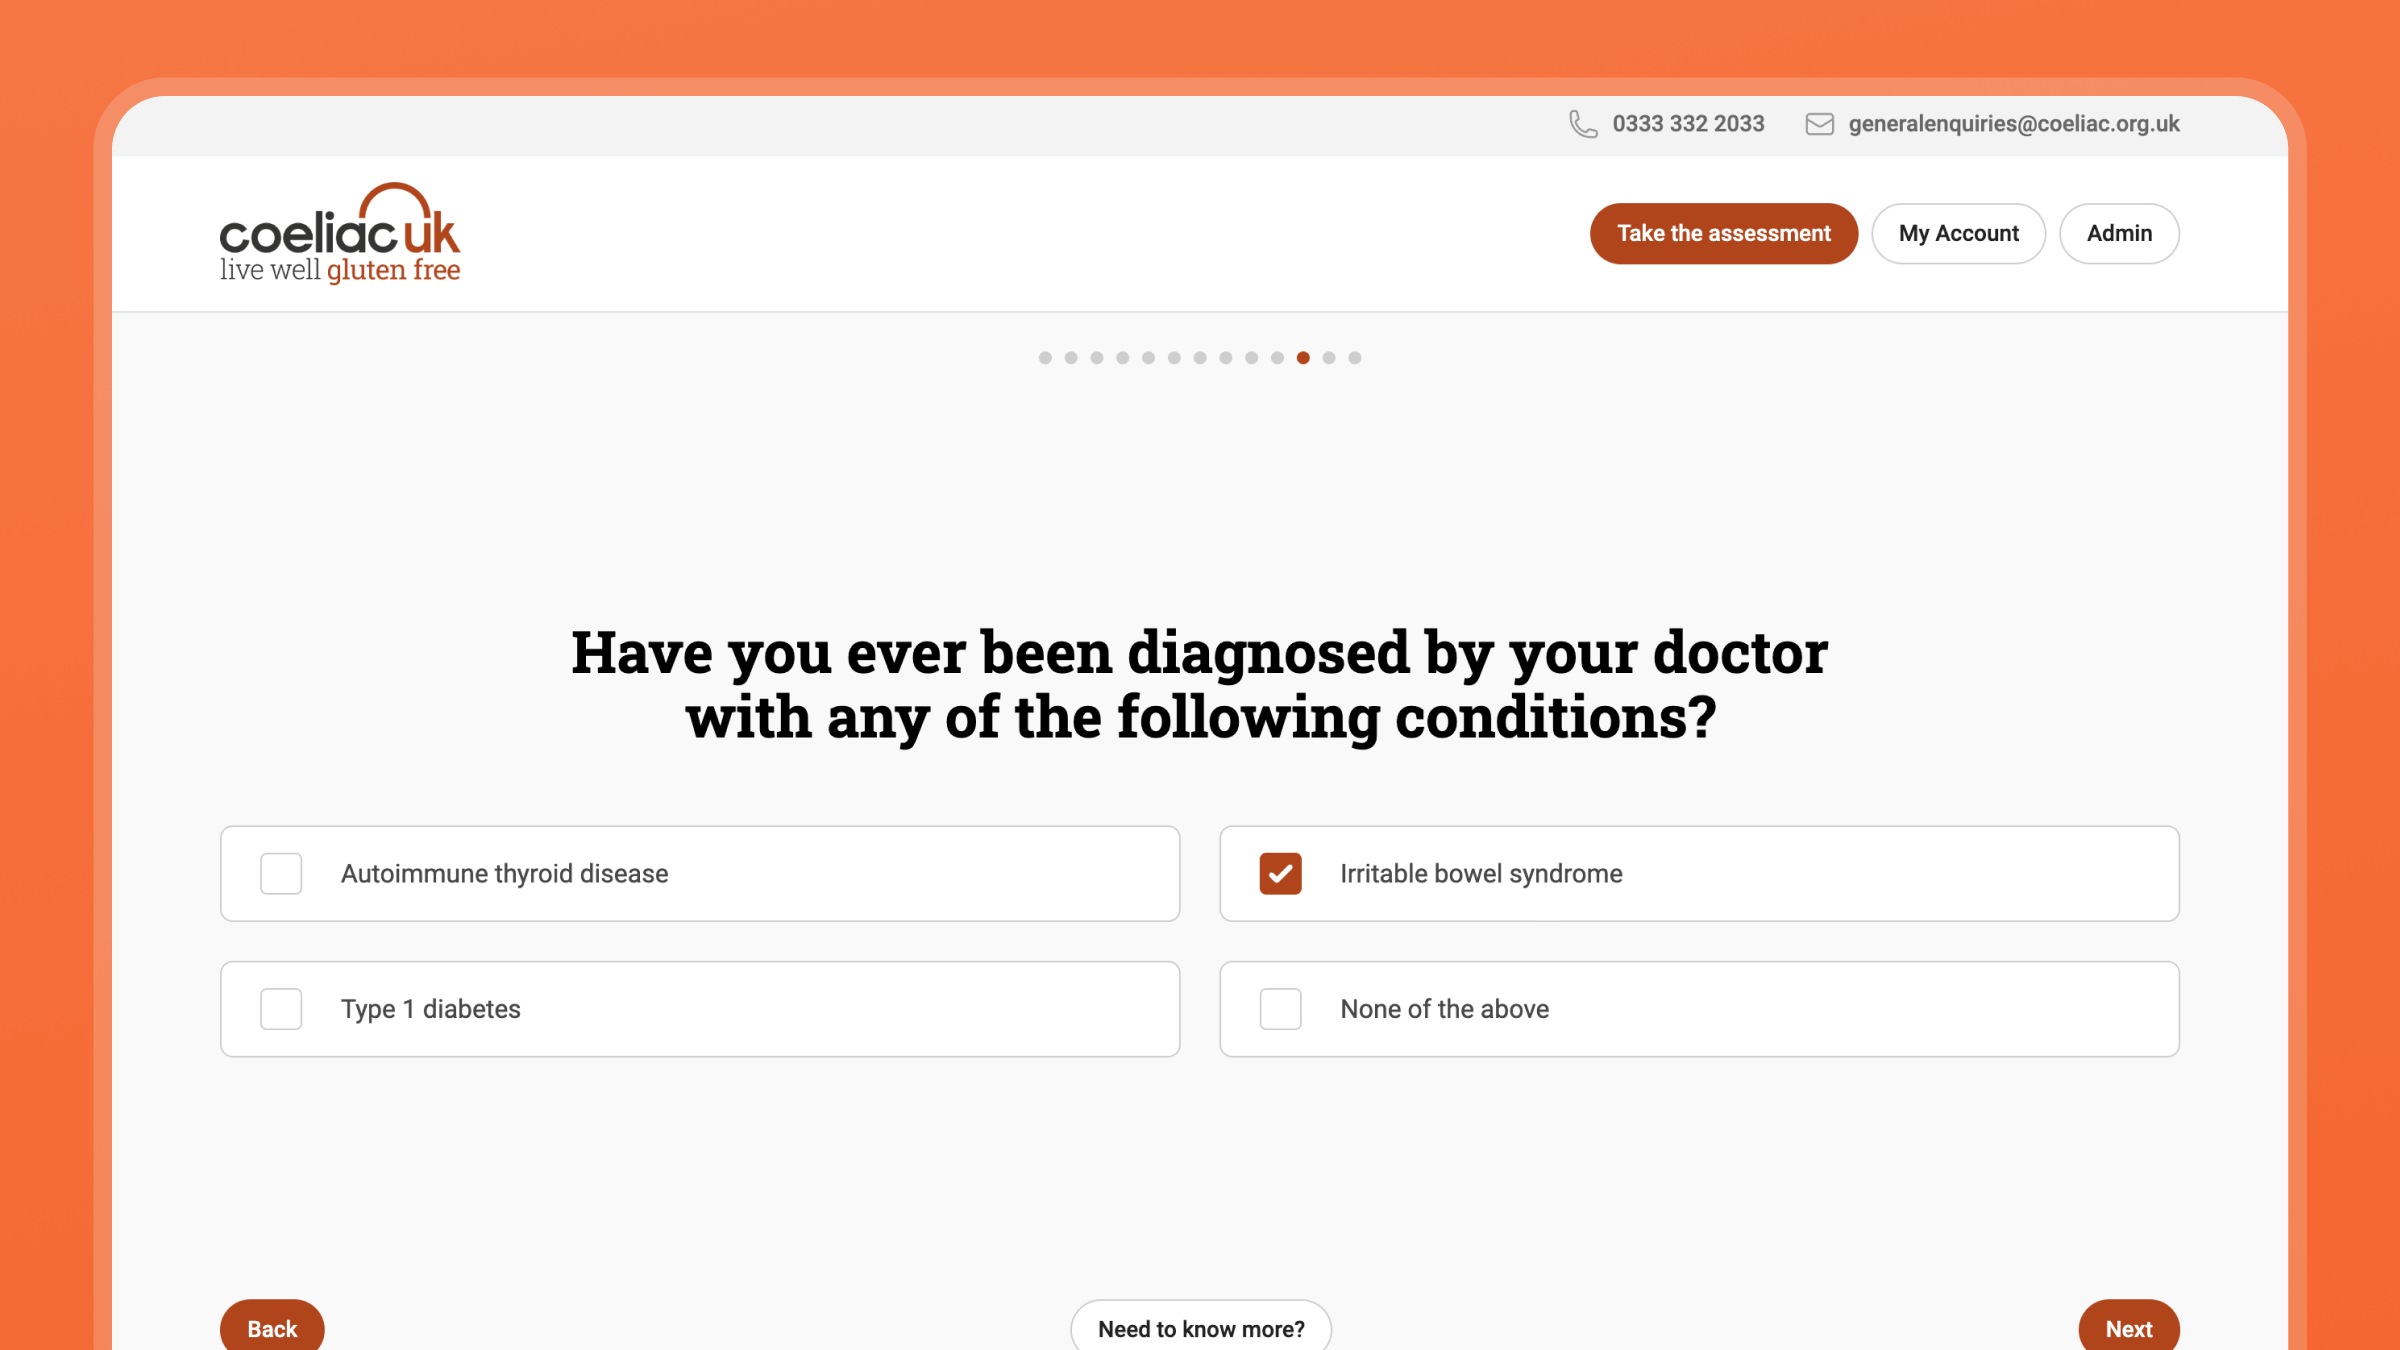 0333 332 2033 generalenquiries@coeliac.org.uk
coeliac uk
live well gluten free
Take the assessment My Account Admin
Have you ever been diagnosed by your doctor
with any of the following conditions?
Autoimmune thyroid disease Irritable bowel syndrome
Type 1 diabetes None of the above
Back Need to know more? Next